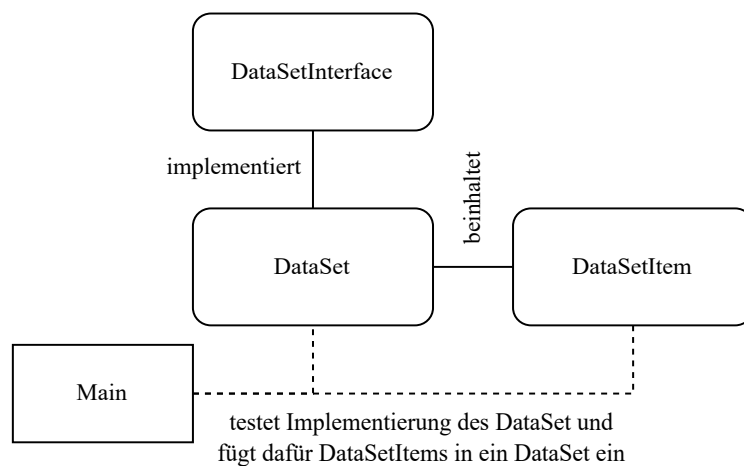 DataSetInterface
implementiert
beinhaltet
DataSet
DataSetItem
Main
testet Implementierung des DataSet und
fügt dafür DataSetItems in ein DataSet ein